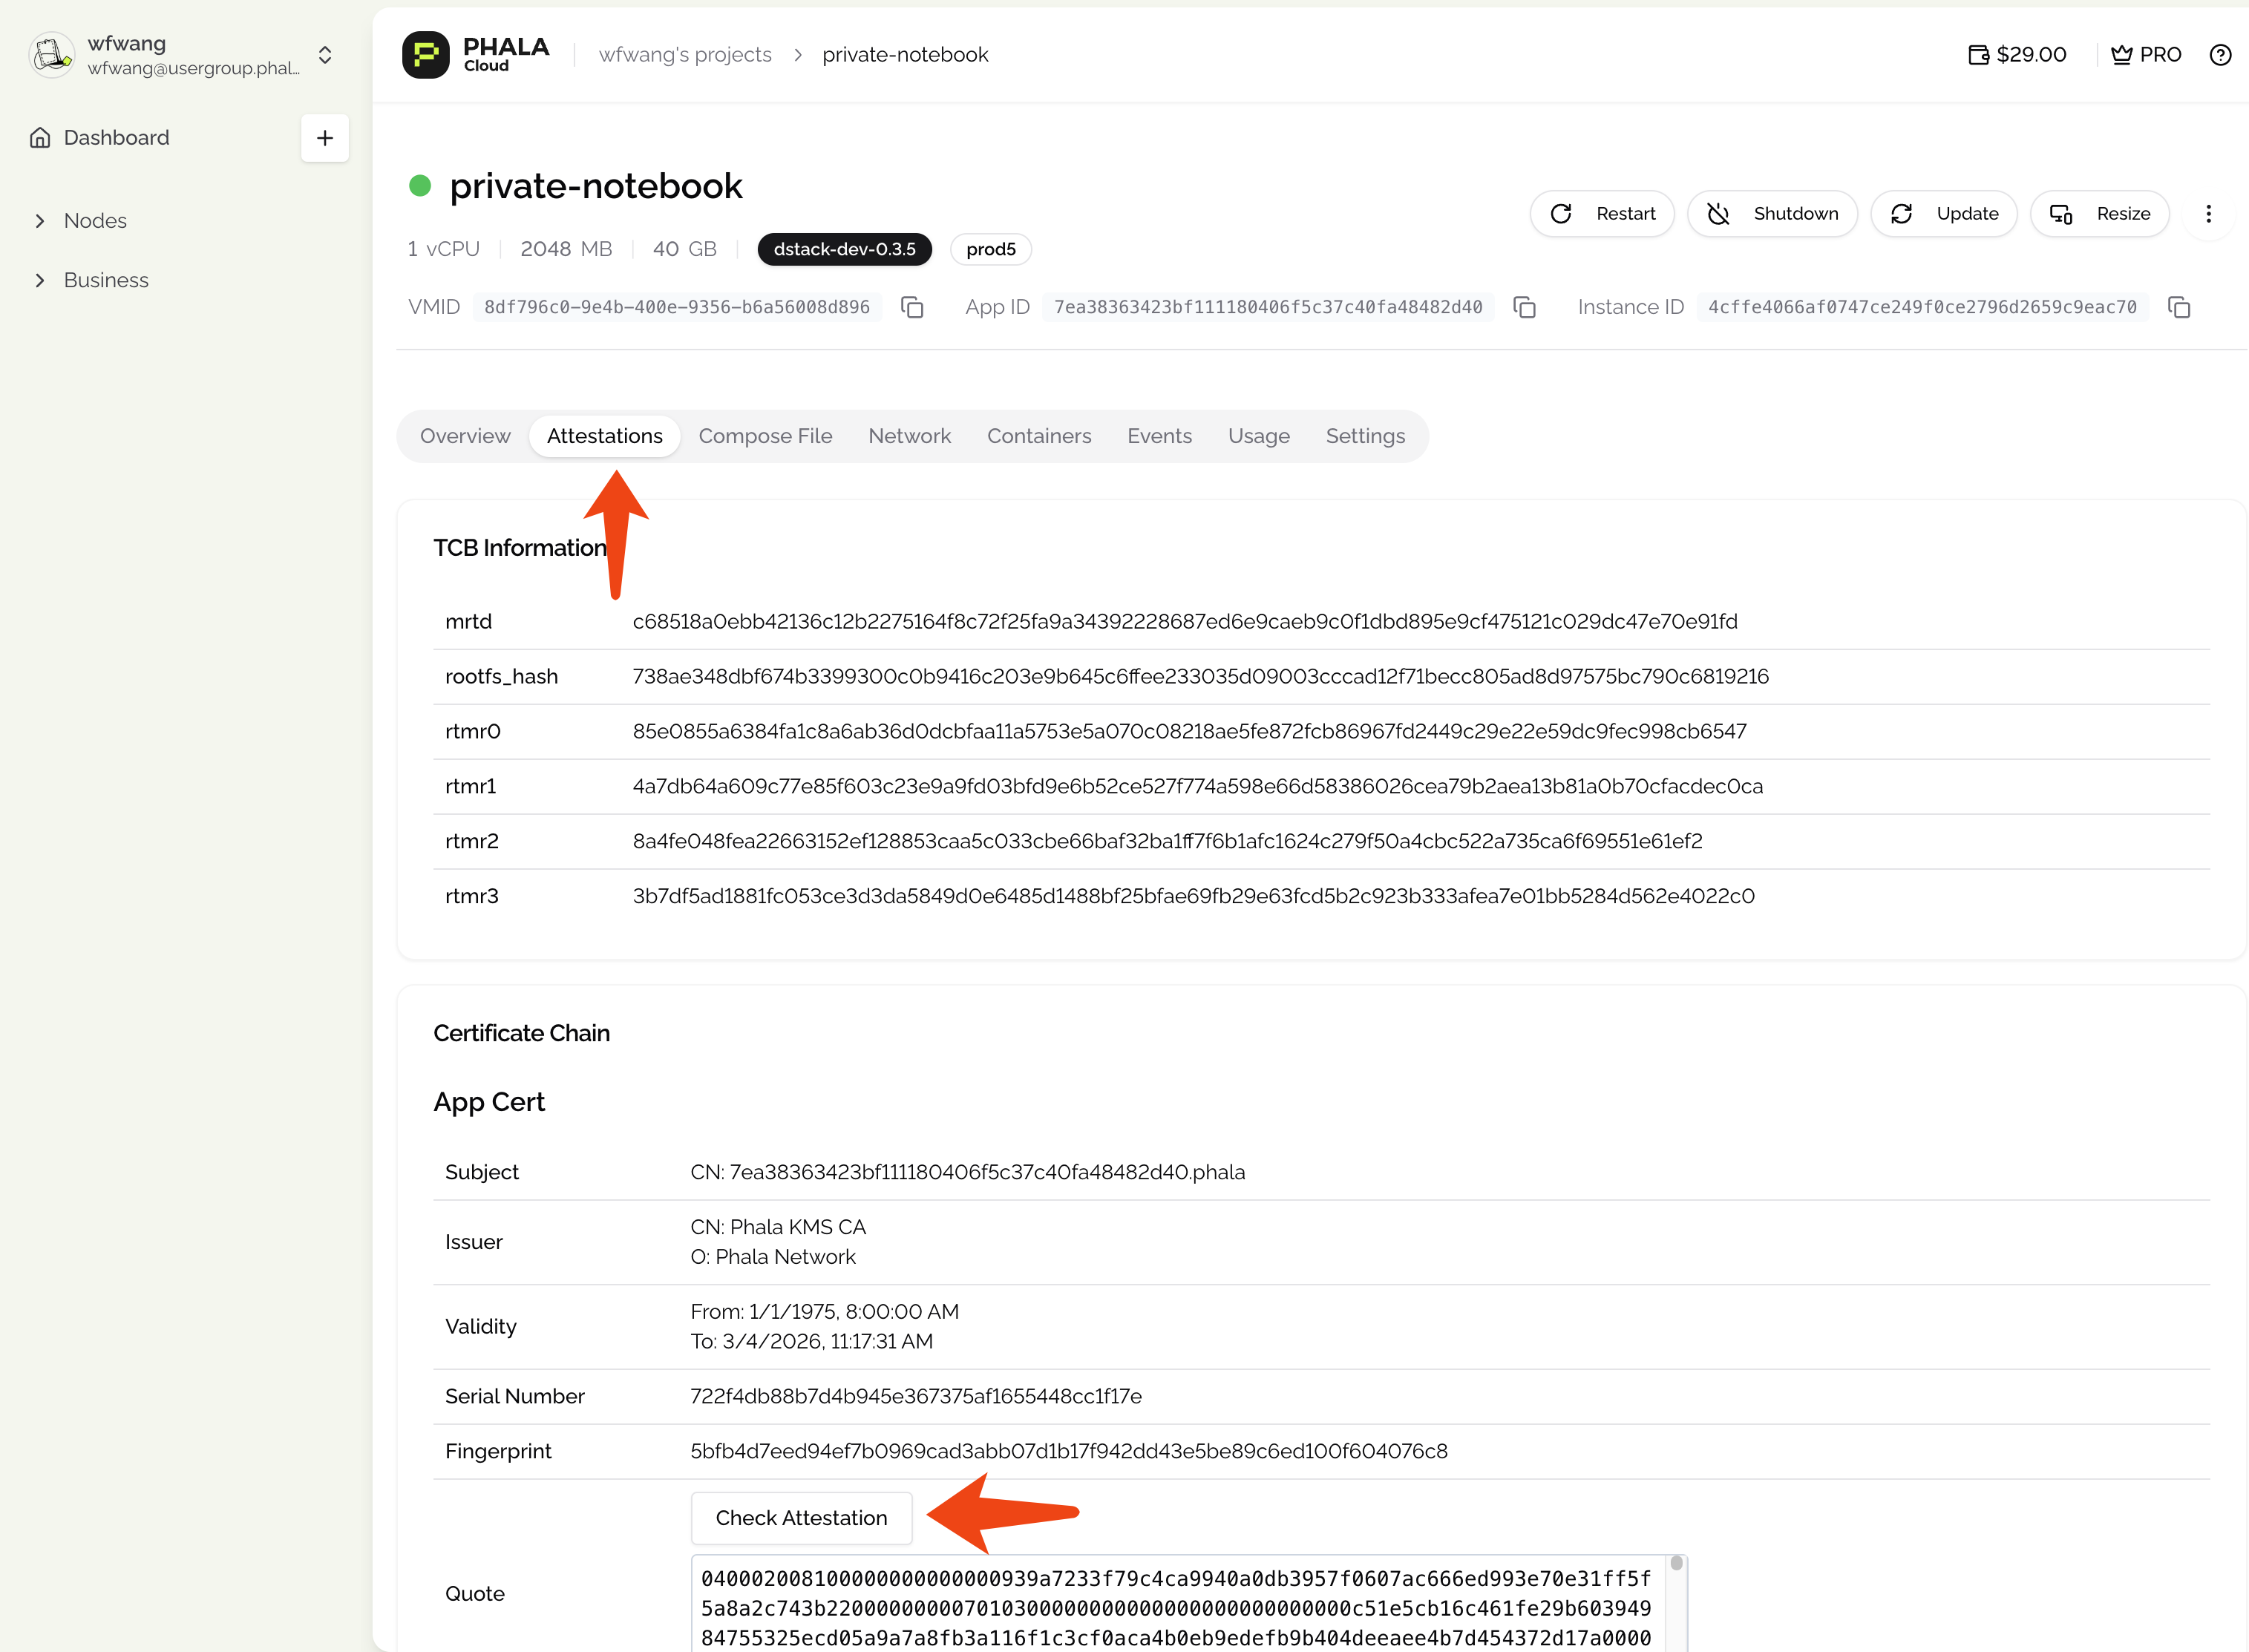 wfwang
wfwang@usergroup.phal...
Dashboard
Nodes
Business
PHALA
Cloud
wfwang's projects > private-notebook
$29.00
PRO
private-notebook
Restart
Shutdown
Update
Resize
1 vCPU
2048 MB
40 GB
dstack-dev-0.3.5
prod5
VMID 8df796c0-9e4b-400e-9356-b6a56008d896
App ID 7ea38363423bf111180406f5c37c40fa48482d40
Instance ID 4cffe4066af0747ce249f0ce2796d2659c9eac70
Overview
Attestations
Compose File
Network
Containers
Events
Usage
Settings
TCB Information
mrtd c68518a0ebb42136c12b2275164f8c72f25fa9a34392228687ed6e9caeb9c0f1dbd895e9cf475121c029dc47e70e91fd
rootfs_hash 738ae348dbf674b3399300c0b9416c203e9b645c6ffee233035d09003cccad12f71becc805ad8d97575bc790c6819216
rtmr0 85e0855a6384fa1c8a6ab36d0dcbfaa11a5753e5a070c08218ae5fe872fcb86967fd2449c29e22e59dc9fec998cb6547
rtmr1 4a7db64a609c77e85f603c23e9a9fd03bfd9e6b52ce527f774a598e66d58386026cea79b2aea13b81a0b70cfacdec0ca
rtmr2 8a4fe048fea22663152ef128853caa5c033cbe66baf32ba1ff7f6b1afc1624c279f50a4cbc522a735ca6f69551e61ef2
rtmr3 3b7df5ad1881fc053ce3d3da5849d0e6485d1488bf25bfae69fb29e63fcd5b2c923b333afea7e01bb5284d562e4022c0
Certificate Chain
App Cert
Subject CN: 7ea38363423bf111180406f5c37c40fa48482d40.phala
Issuer
CN: Phala KMS CA
O: Phala Network
Validity
From: 1/1/1975, 8:00:00 AM
To: 3/4/2026, 11:17:31 AM
Serial Number 722f4db88b7d4b945e367375af1655448cc1f17e
Fingerprint 5bfb4d7eed94ef7b0969cad3abb07d1b17f942dd43e5be89c6ed100f604076c8
Check Attestation
Quote
040002008100000000000000939a7233f79c4ca9940a0db3957f0607ac666ed993e70e31ff5f
5a8a2c743b220000000007010300000000000000000000000000c51e5cb16c461fe29b603949
84755325ecd05a9a7a8fb3a116f1c3cf0aca4b0eb9edefb9b404deeaee4b7d454372d17a0000